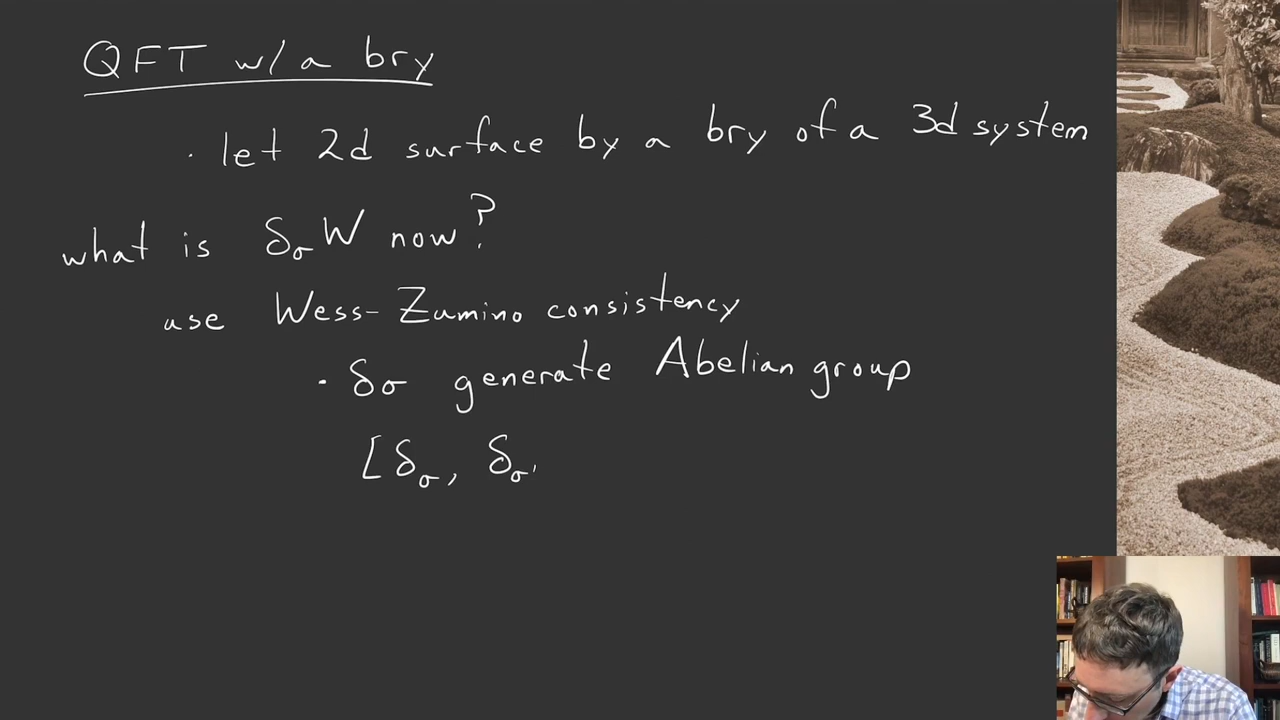 QFT w/ a bry
· let 2d surface by a bry of a 3d system
what is δσW now?
use Wess-Zumino consistency
· δσ generate Abelian group
[δσ, δσ'